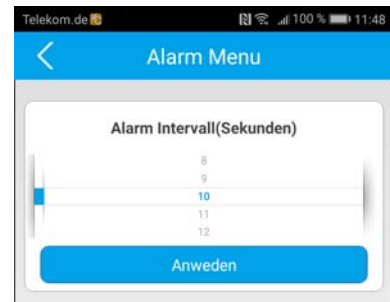 Telekom.de 100 % 11:48
Alarm Menu
Alarm Intervall(Sekunden)
8
9
10
11
12
Anweden